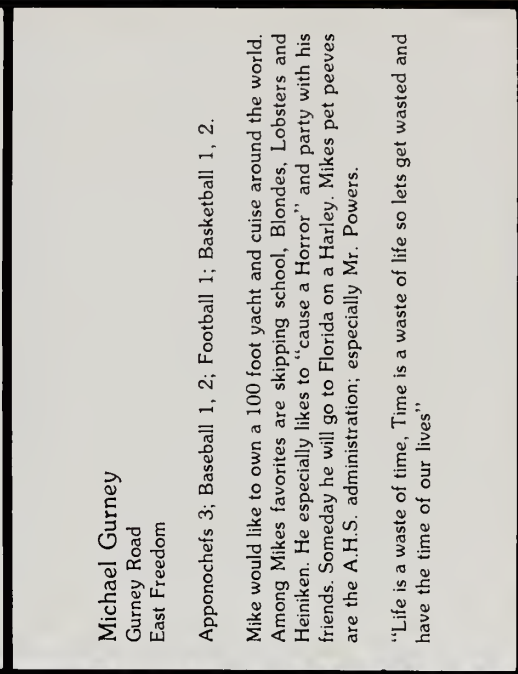 Michael Gurney
Gurney Road
East Freedom
Apponochefs 3; Baseball 1, 2; Football 1; Basketball 1, 2.
Mike would like to own a 100 foot yacht and cuise around the world.
Among Mikes favorites are skipping school, Blondes, Lobsters and
Heiniken. He especially likes to “cause a Horror” and party with his
friends. Someday he will go to Florida on a Harley. Mikes pet peeves
are the A.H.S. administration; especially Mr. Powers.
“Life is a waste of time, Time is a waste of life so lets get wasted and
have the time of our lives”